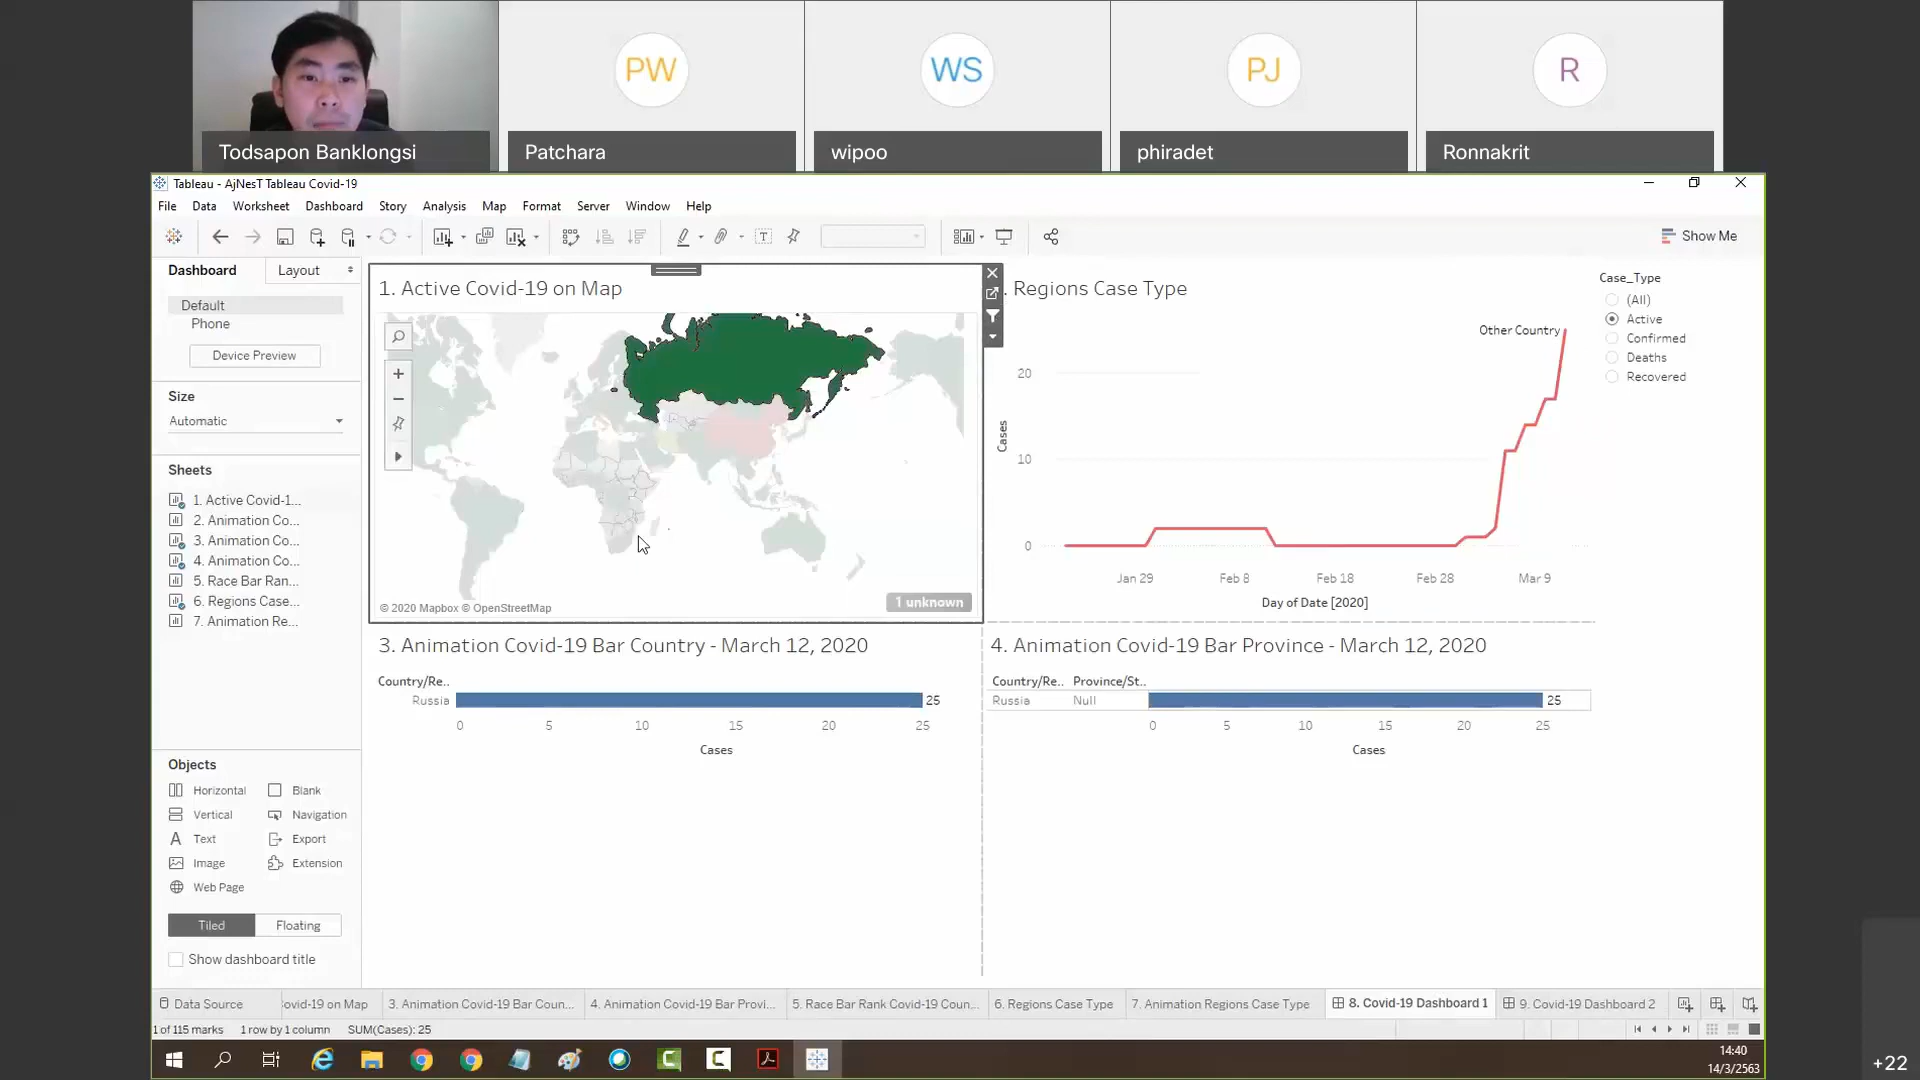 PW
WS
PJ
R
Todsapon Banklongsi
Patchara
wipoo
phiradet
Ronnakrit
Tableau - AjNesT Tableau Covid-19
File Data Worksheet Dashboard Story Analysis Map Format Server Window Help
Show Me
Dashboard Layout
Default
Phone
Device Preview
Size
Automatic
Sheets
1. Active Covid-1...
2. Animation Co...
3. Animation Co...
4. Animation Co...
5. Race Bar Ran...
6. Regions Case...
7. Animation Re...
Objects
Horizontal Blank
Vertical Navigation
Text Export
Image Extension
Web Page
Tiled Floating
Show dashboard title
1. Active Covid-19 on Map
© 2020 Mapbox © OpenStreetMap
1 unknown
. Regions Case Type
Other Country
20
10
0
Cases
Jan 29 Feb 8 Feb 18 Feb 28 Mar 9
Day of Date [2020]
Case_Type
(All)
Active
Confirmed
Deaths
Recovered
3. Animation Covid-19 Bar Country - March 12, 2020
Country/Re..
Russia 25
0 5 10 15 20 25
Cases
4. Animation Covid-19 Bar Province - March 12, 2020
Country/Re.. Province/St..
Russia Null 25
0 5 10 15 20 25
Cases
Data Source ovid-19 on Map 3. Animation Covid-19 Bar Coun... 4. Animation Covid-19 Bar Provi... 5. Race Bar Rank Covid-19 Coun... 6. Regions Case Type 7. Animation Regions Case Type 8. Covid-19 Dashboard 1 9. Covid-19 Dashboard 2
1 of 115 marks 1 row by 1 column SUM(Cases): 25
14:40
14/3/2563
+22